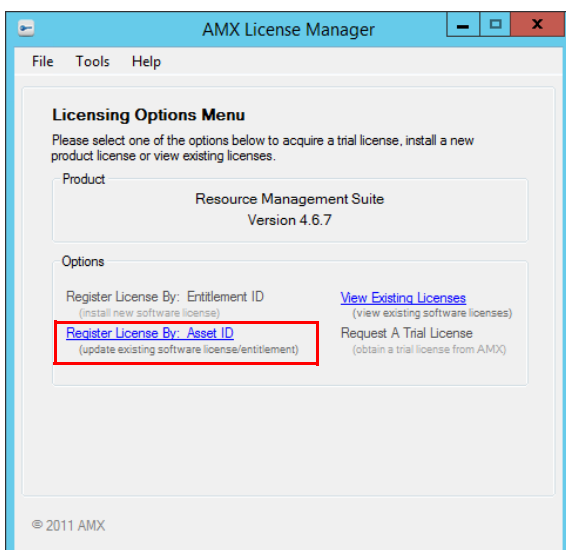 AMX License Manager
File Tools Help
Licensing Options Menu
Please select one of the options below to acquire a trial license, install a new
product license or view existing licenses.
Product
Resource Management Suite
Version 4.6.7
Options
Register License By: Entitlement ID
(install new software license)
Register License By: Asset ID
(update existing software license/entitlement)
View Existing Licenses
(view existing software licenses)
Request A Trial License
(obtain a trial license from AMX)
© 2011 AMX